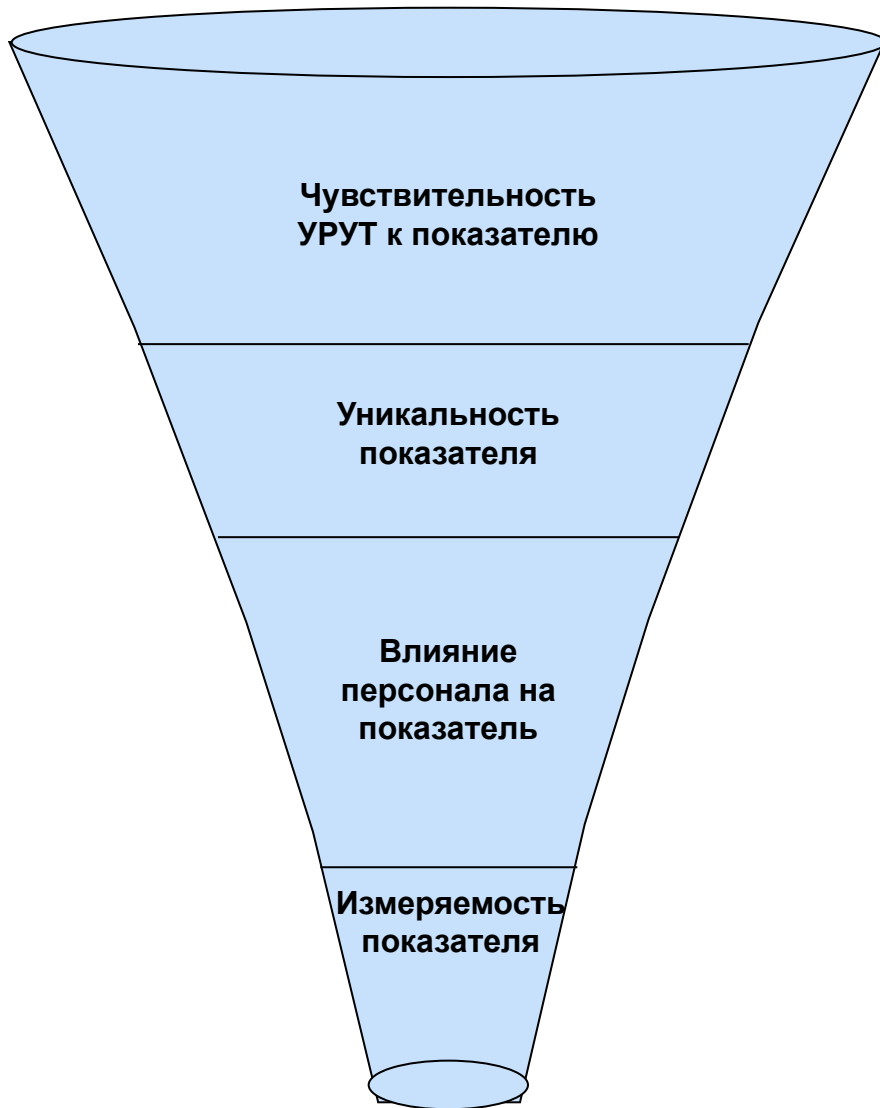 Чувствительность
УРУТ к показателю
Уникальность
показателя
Влияние
персонала на
показатель
Измеряемость
показателя